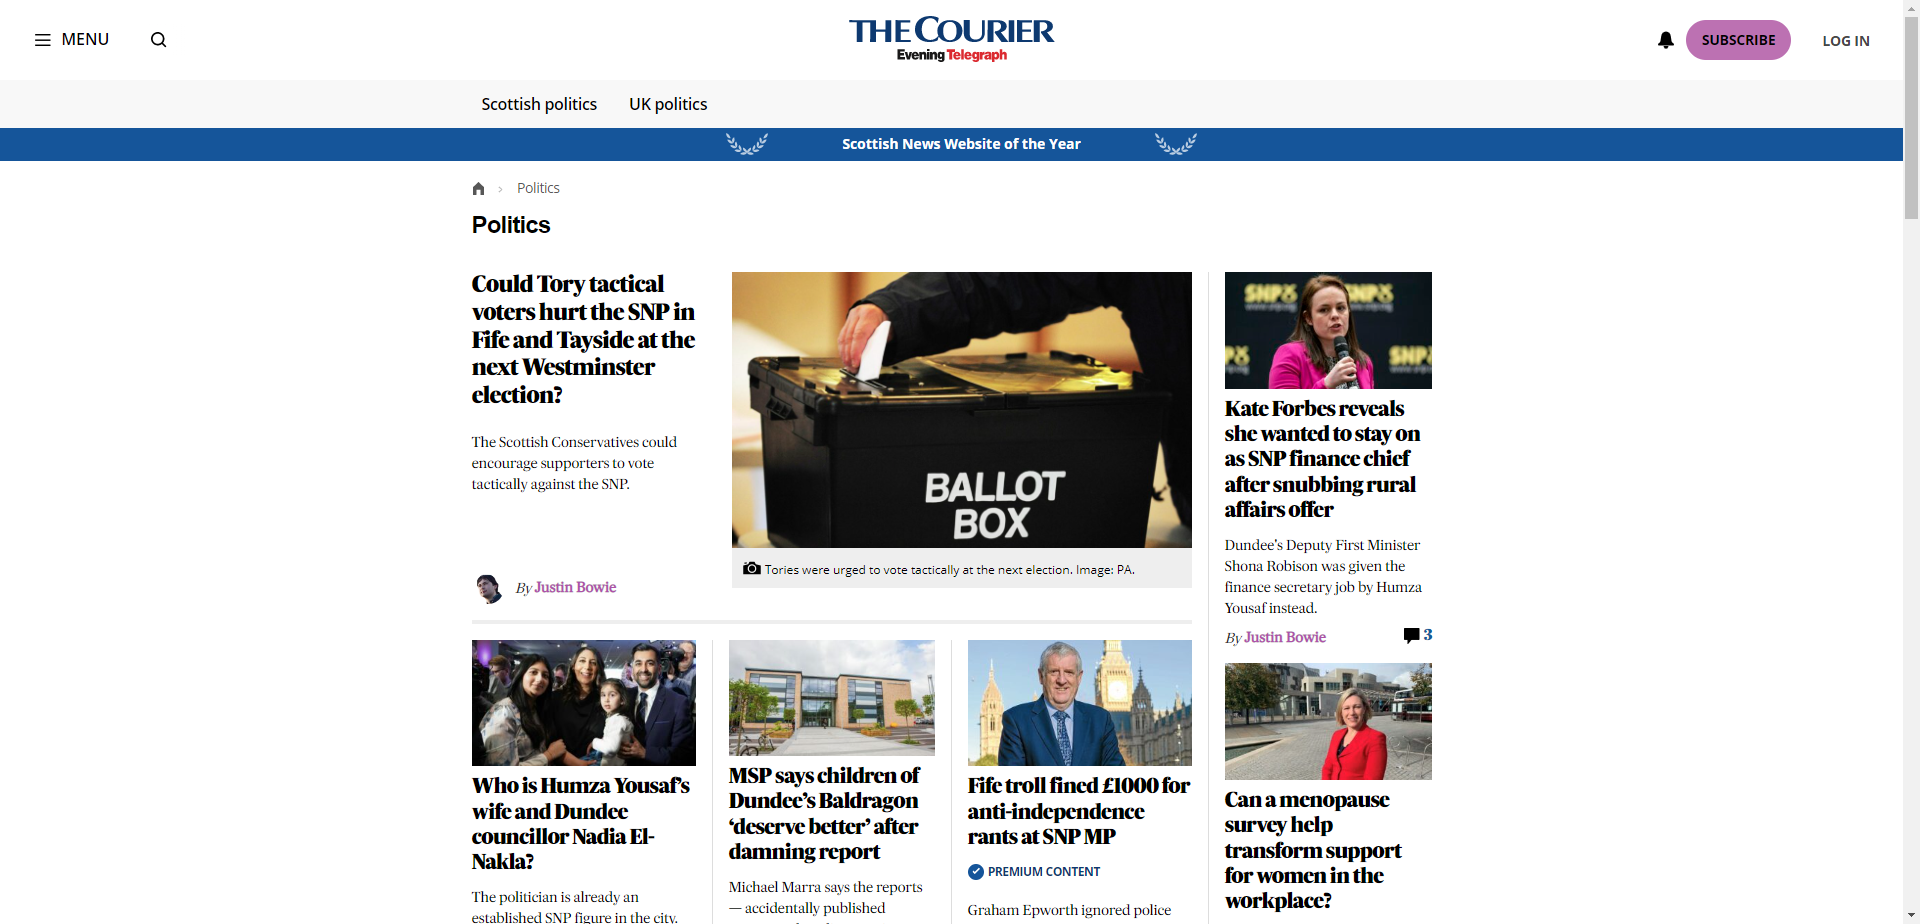 MENU
THE COURIER
Evening Telegraph
SUBSCRIBE
LOG IN
Scottish politics
UK politics
Scottish News Website of the Year
Politics
Politics
Could Tory tactical
voters hurt the SNP in
Fife and Tayside at the
next Westminster
election?
The Scottish Conservatives could
encourage supporters to vote
tactically against the SNP.
By Justin Bowie
BALLOT
BOX
Tories were urged to vote tactically at the next election. Image: PA.
SNP
SNP
Kate Forbes reveals
she wanted to stay on
as SNP finance chief
after snubbing rural
affairs offer
Dundee's Deputy First Minister
Shona Robison was given the
finance secretary job by Humza
Yousaf instead.
By Justin Bowie
3
Who is Humza Yousaf’s
wife and Dundee
councillor Nadia El-
Nakla?
The politician is already an
established SNP figure in the city.
MSP says children of
Dundee’s Baldragon
‘deserve better’ after
damning report
Michael Marra says the reports
— accidentally published
Fife troll fined £1000 for
anti-independence
rants at SNP MP
PREMIUM CONTENT
Graham Epworth ignored police
Can a menopause
survey help
transform support
for women in the
workplace?